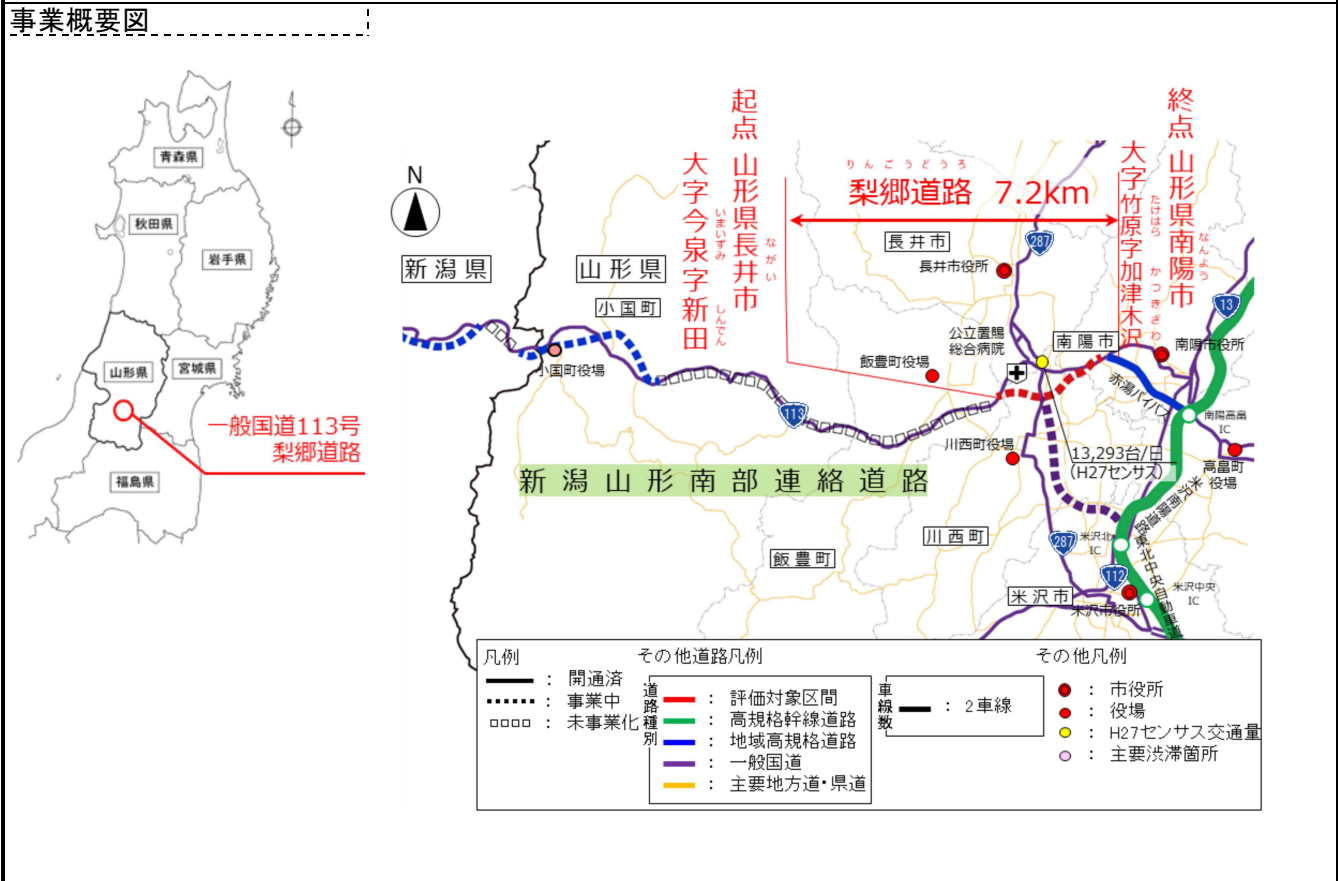 事業概要図
青森県
秋田県
岩手県
山形県
宮城県
福島県
一般国道113号
梨郷道路
N
新潟県
山形県
小国町
小国町役場
起点 山形県長井市
ながい
大字今泉字新田
いまいずみ
しんでん
りんごうどうろ
梨郷道路 7.2km
終点 山形県南陽市
なんよう
大字竹原字加津木沢
たけはら
かつきざわ
長井市
長井市役所
287
13
公立置賜
総合病院
南陽市
南陽市役所
飯豊町役場
赤湯バイパス
113
南陽高畠
IC
川西町役場
13,293台/日
(H27センサス)
高畠町
役場
新潟山形南部連絡道路
米沢南陽道路
川西町
287
米沢北
IC
飯豊町
東北中央自動車道
112
米沢中央
IC
米沢市
米沢市役所
凡例
：開通済
：事業中
：未事業化
その他道路凡例
道路種別
：評価対象区間
：高規格幹線道路
：地域高規格道路
：一般国道
：主要地方道・県道
車線数
：2車線
その他凡例
：市役所
：役場
：H27センサス交通量
：主要渋滞箇所